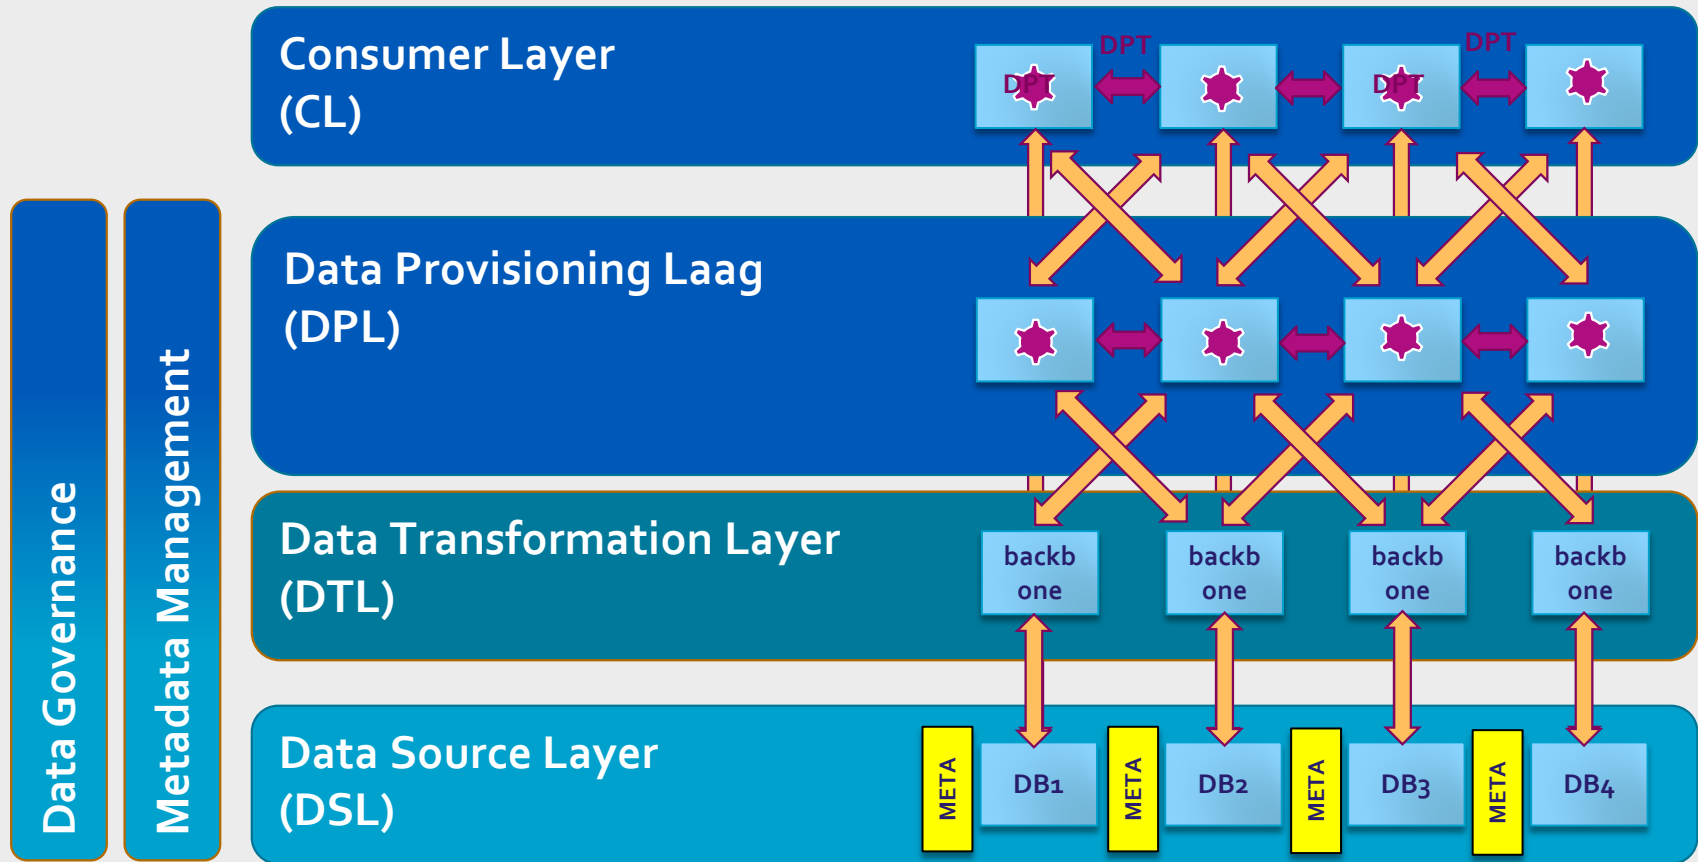 Consumer Layer
(CL)
DPT
DPT
DPT
DPT
Data Provisioning Laag
(DPL)
Data Transformation Layer
(DTL)
backb
one
backb
one
backb
one
backb
one
Data Source Layer
(DSL)
META
DB1
META
DB2
META
DB3
META
DB4
Data Governance
Metadata Management